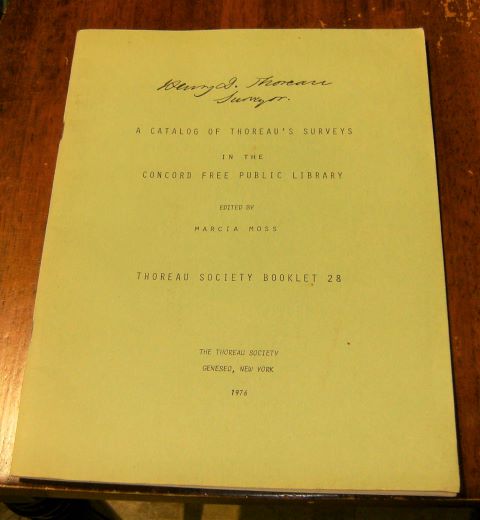 Henry D. Thoreau
Surveyor.
A CATALOG OF THOREAU'S SURVEYS
IN THE
CONCORD FREE PUBLIC LIBRARY
EDITED BY
MARCIA MOSS
THOREAU SOCIETY BOOKLET 28
THE THOREAU SOCIETY
GENESEO, NEW YORK
1976